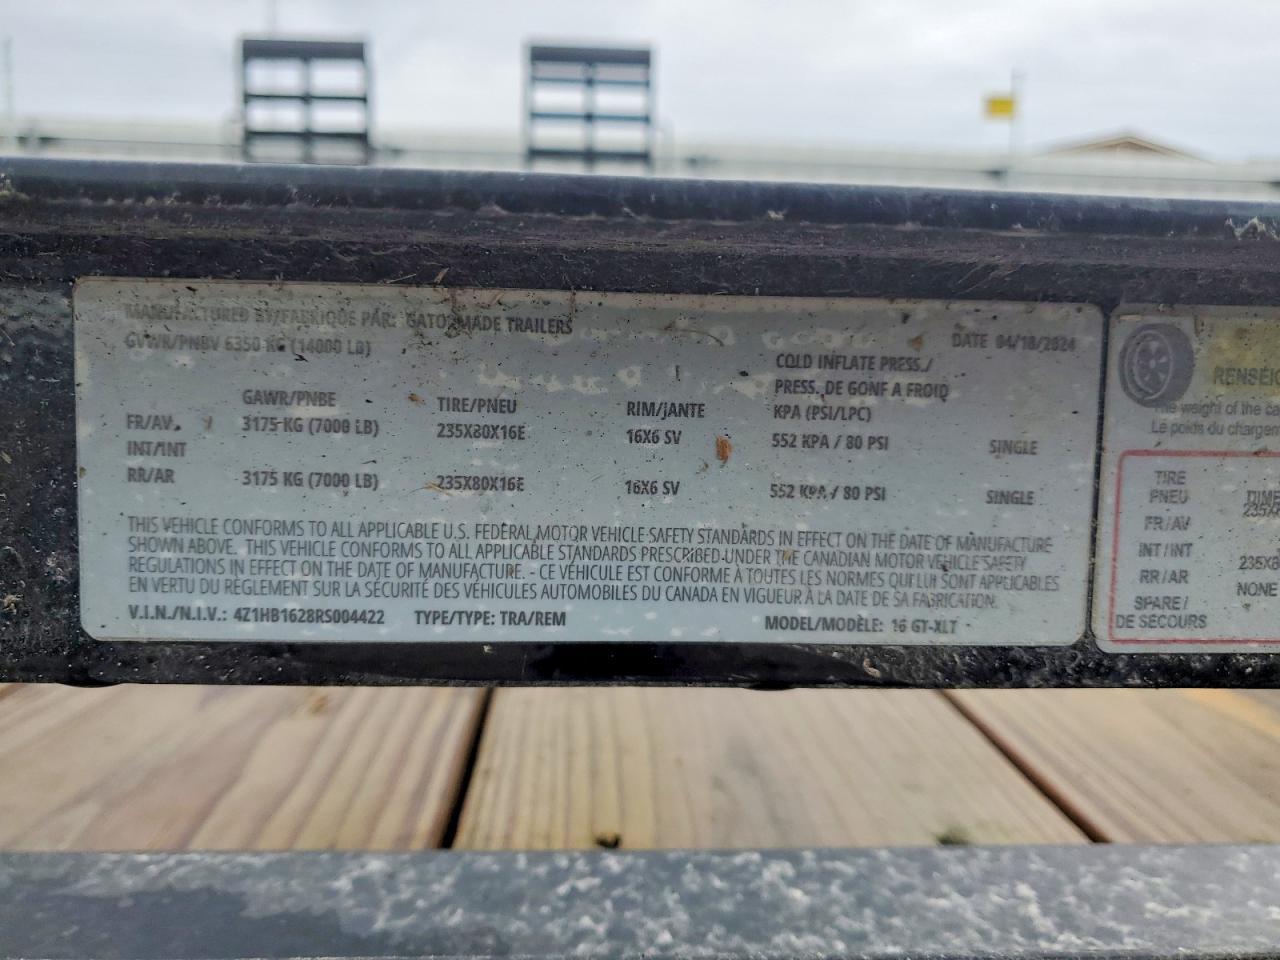 MANUFACTURED BY/FABRIQUE PAR: GATORMADE TRAILERS
GVWR/PNBV 6350 KG (14000 LB) DATE 04/18/2024
GAWR/PNBE TIRE/PNEU RIM/JANTE COLD INFLATE PRESS./
PRESS. DE GONF A FROID
KPA (PSI/LPC)
FR/AV. 3175 KG (7000 LB) 235X80X16E 16X6 SV 552 KPA / 80 PSI SINGLE
INT/INT
RR/AR 3175 KG (7000 LB) 235X80X16E 16X6 SV 552 KPA / 80 PSI SINGLE
THIS VEHICLE CONFORMS TO ALL APPLICABLE U.S. FEDERAL MOTOR VEHICLE SAFETY STANDARDS IN EFFECT ON THE DATE OF MANUFACTURE
SHOWN ABOVE. THIS VEHICLE CONFORMS TO ALL APPLICABLE STANDARDS PRESCRIBED UNDER THE CANADIAN MOTOR VEHICLE SAFETY
REGULATIONS IN EFFECT ON THE DATE OF MANUFACTURE. - CE VÉHICULE EST CONFORME À TOUTES LES NORMES QUI LUI SONT APPLICABLES
EN VERTU DU RÈGLEMENT SUR LA SÉCURITÉ DES VÉHICULES AUTOMOBILES DU CANADA EN VIGUEUR À LA DATE DE SA FABRICATION.
V.I.N./N.I.V.: 4Z1HB1628RS004422 TYPE/TYPE: TRA/REM MODEL/MODÈLE: 16 GT-XLT
RENSEIG
The weight of the ca
Le poids du chargem
TIRE
PNEU DIME
FR/AV 235X8
INT/INT
RR/AR 235X8
SPARE/ NONE
DE SECOURS